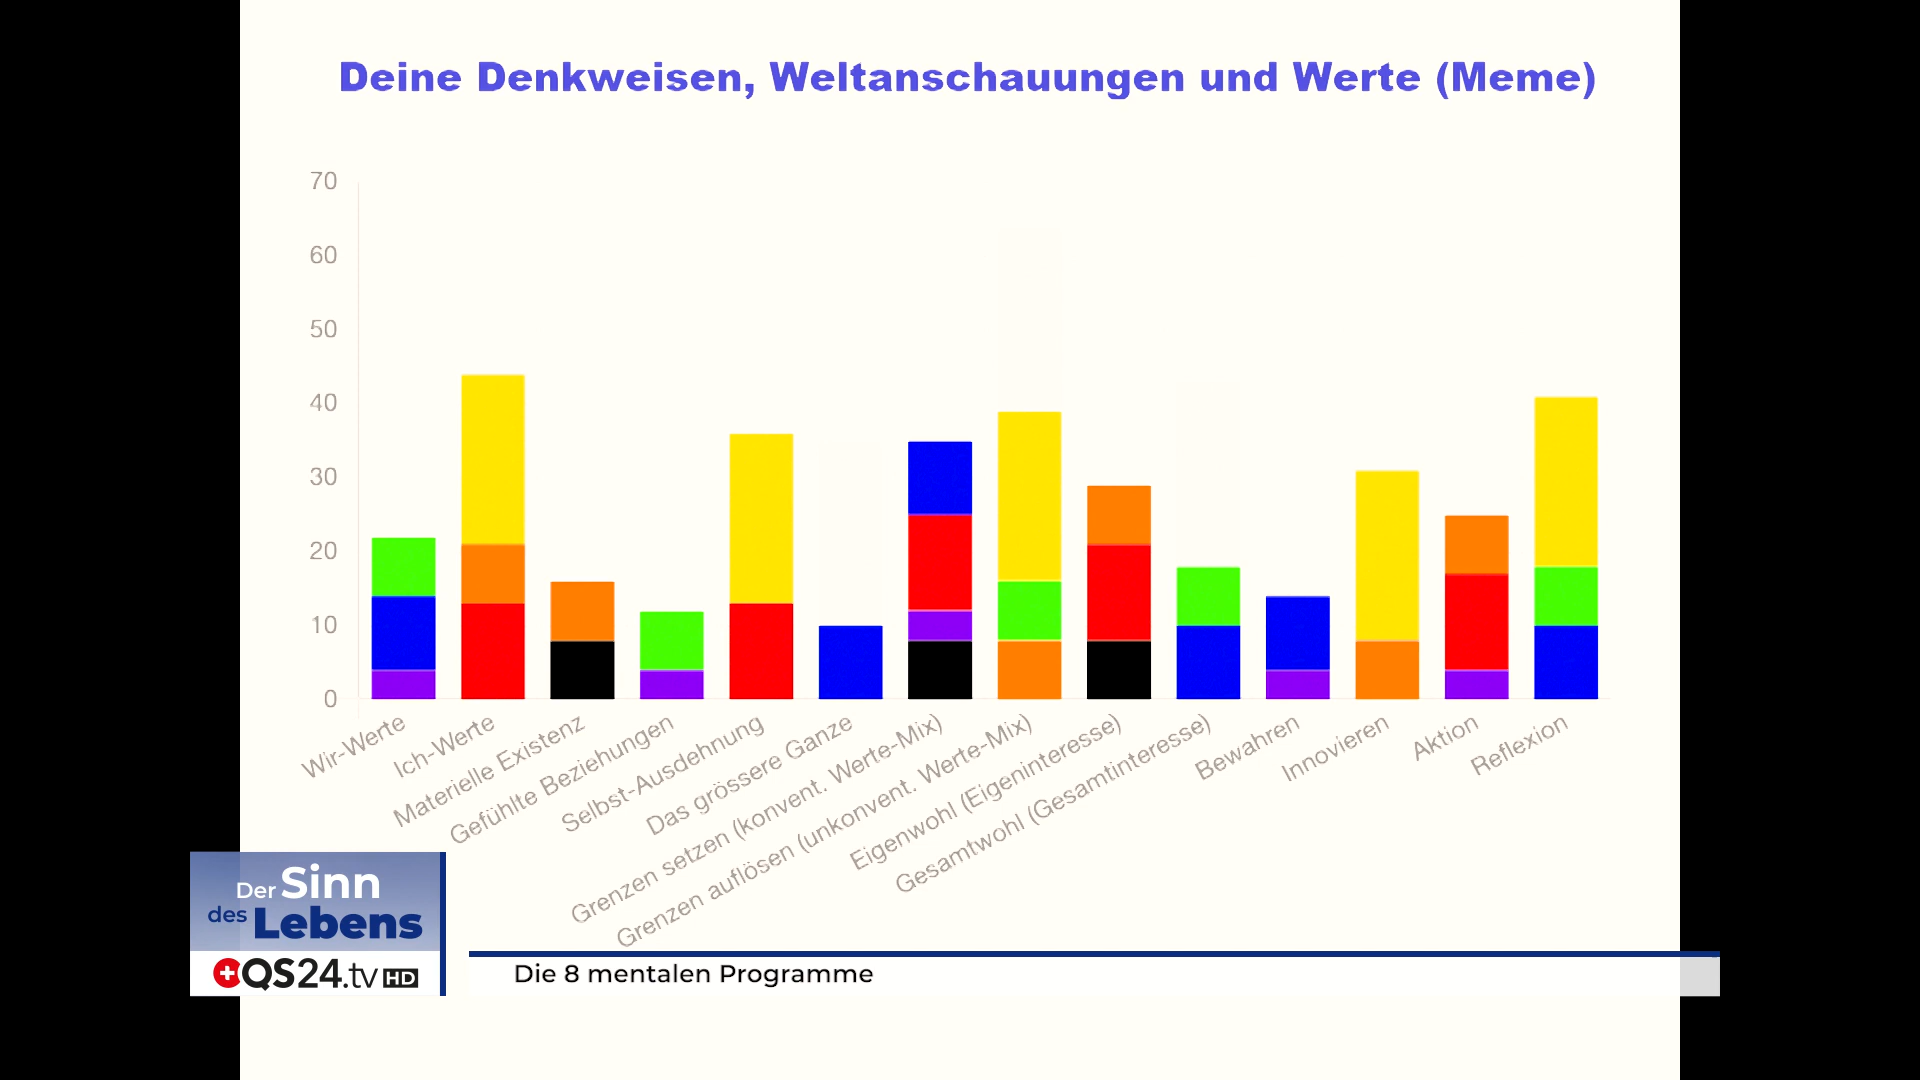 Deine Denkweisen, Weltanschauungen und Werte (Meme)
70
60
50
40
30
20
10
0
Wir-Werte
Ich-Werte
Materielle Existenz
Gefühlte Beziehungen
Selbst-Ausdehnung
Das grössere Ganze
Grenzen setzen (konvent. Werte-Mix)
Grenzen auflösen (unkonvent. Werte-Mix)
Eigenwohl (Eigeninteresse)
Gesamtwohl (Gesamtinteresse)
Bewahren
Innovieren
Aktion
Reflexion
Der Sinn
des Lebens
QS24.tv HD
Die 8 mentalen Programme